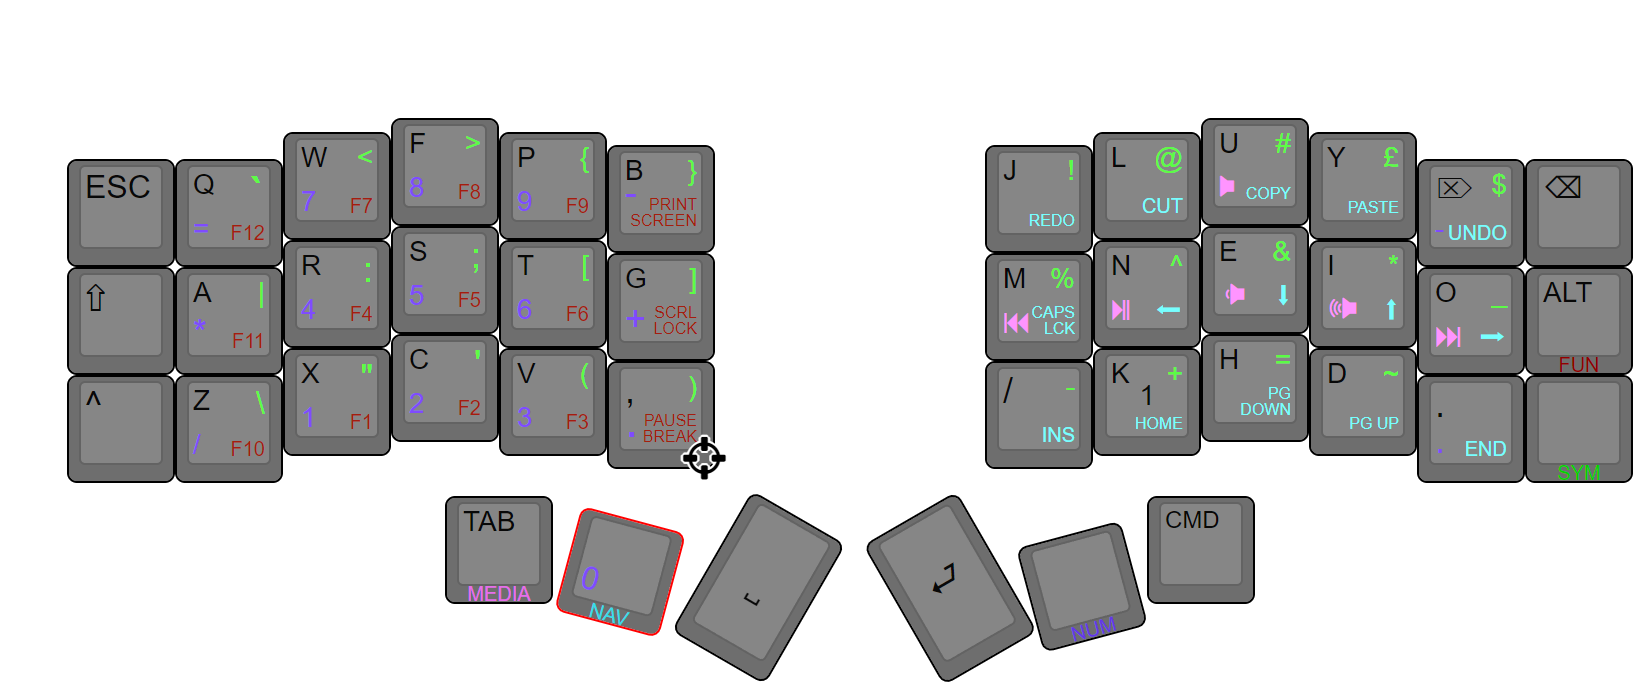 ESC
Q `
= F12
W <
7 F7
F >
8 F8
P {
9 F9
B }
- PRINT
SCREEN
J !
REDO
L @
CUT
U #
COPY
Y £
PASTE
⌦ $
- UNDO
⌫
⇧
A |
* F11
R :
4 F4
S ;
5 F5
T [
6 F6
G ]
+ SCRL
LOCK
M %
CAPS
LCK
N ^
←
E &
↓
I *
↑
O _
→
ALT
FUN
^
Z \
/ F10
X "
1 F1
C '
2 F2
V (
3 F3
, )
. PAUSE
BREAK
/ -
INS
K +
1
HOME
H =
PG
DOWN
D ~
PG UP
.
. END
SYM
TAB
MEDIA
0
NAV
NUM
CMD